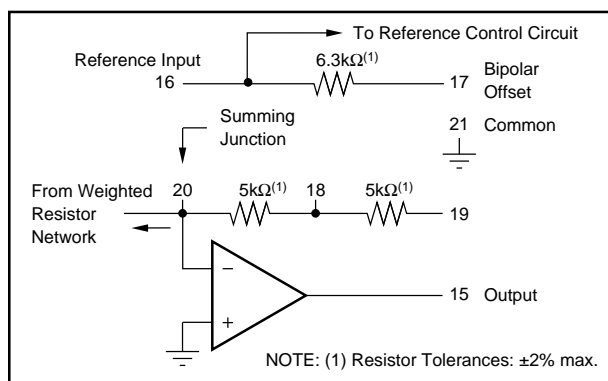 To Reference Control Circuit
Reference Input
6.3kΩ(1)
16
17
Bipolar
Offset
Summing
Junction
21
Common
From Weighted
Resistor
Network
20
5kΩ(1)
18
5kΩ(1)
19
–
+
15
Output
NOTE: (1) Resistor Tolerances: ±2% max.